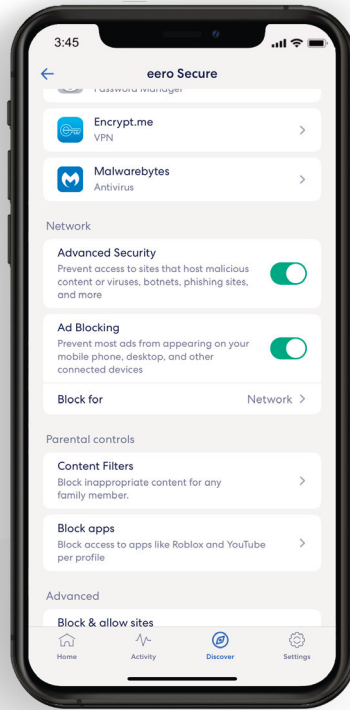 3:45
eero Secure
Password Manager
Encrypt.me
VPN
Malwarebytes
Antivirus
Network
Advanced Security
Prevent access to sites that host malicious
content or viruses, botnets, phishing sites,
and more
Ad Blocking
Prevent most ads from appearing on your
mobile phone, desktop, and other
connected devices
Block for
Network
Parental controls
Content Filters
Block inappropriate content for any
family member.
Block apps
Block access to apps like Roblox and YouTube
per profile
Advanced
Block & allow sites
Home Activity Discover Settings